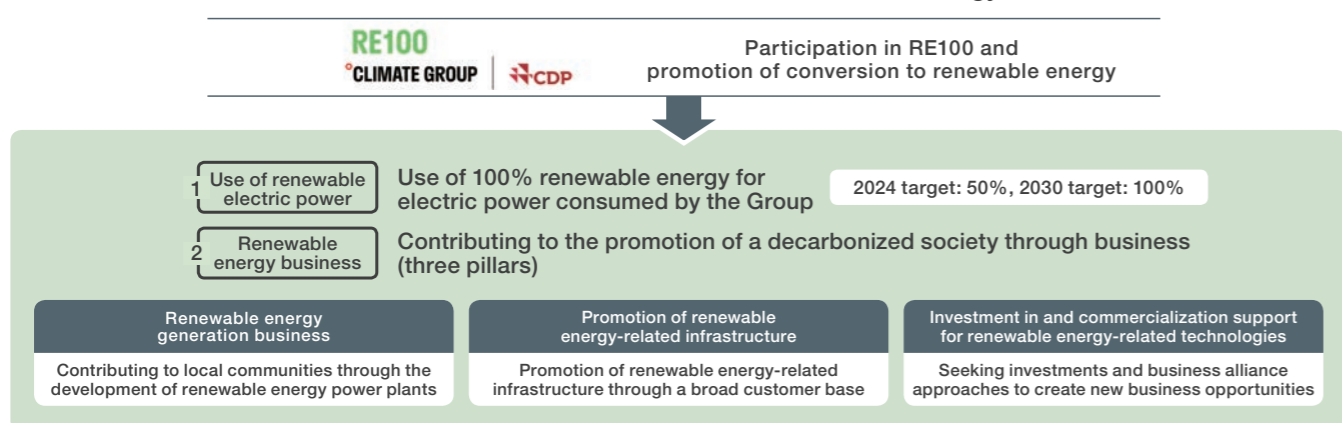 RE100
°CLIMATE GROUP
CDP
Participation in RE100 and
promotion of conversion to renewable energy
1
Use of renewable
electric power
Use of 100% renewable energy for
electric power consumed by the Group
2024 target: 50%, 2030 target: 100%
2
Renewable
energy business
Contributing to the promotion of a decarbonized society through business
(three pillars)
Renewable energy
generation business
Contributing to local communities through the
development of renewable energy power plants
Promotion of renewable
energy-related infrastructure
Promotion of renewable energy-related
infrastructure through a broad customer base
Investment in and commercialization support
for renewable energy-related technologies
Seeking investments and business alliance
approaches to create new business opportunities